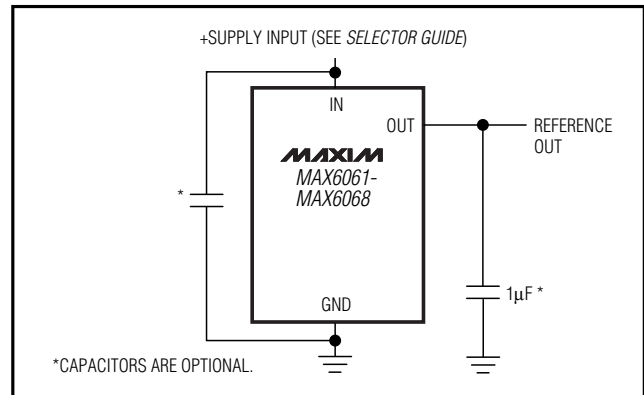 +SUPPLY INPUT (SEE SELECTOR GUIDE)
IN
OUT
REFERENCE
OUT
MAXIM
MAX6061-
MAX6068
*
1µF *
GND
*CAPACITORS ARE OPTIONAL.